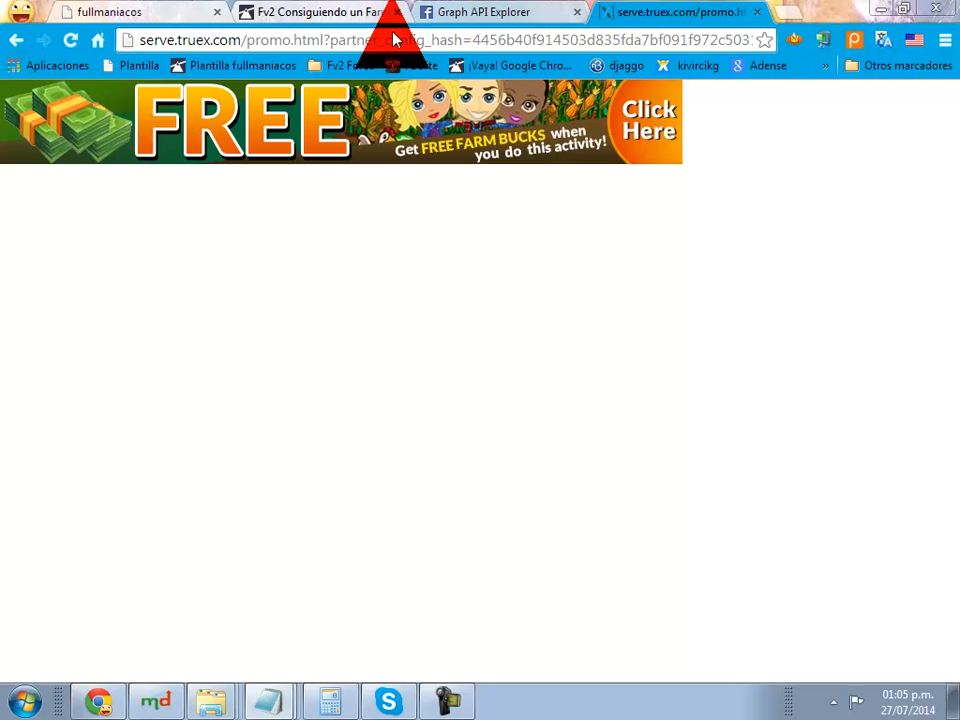 fullmaniacos
Fv2 Consiguiendo un Far
Graph API Explorer
serve.truex.com/promo.ht
serve.truex.com/promo.html?partner_config_hash=4456b40f914503d835fda7bf091f972c503
Aplicaciones
Plantilla
Plantilla fullmaniacos
¡Vaya! Google Chro...
djaggo
kivircikg
Adense
»
Otros marcadores
FREE
Get FREE FARM BUCKS when
you do this activity!
Click
Here
md
01:05 p.m.
27/07/2014